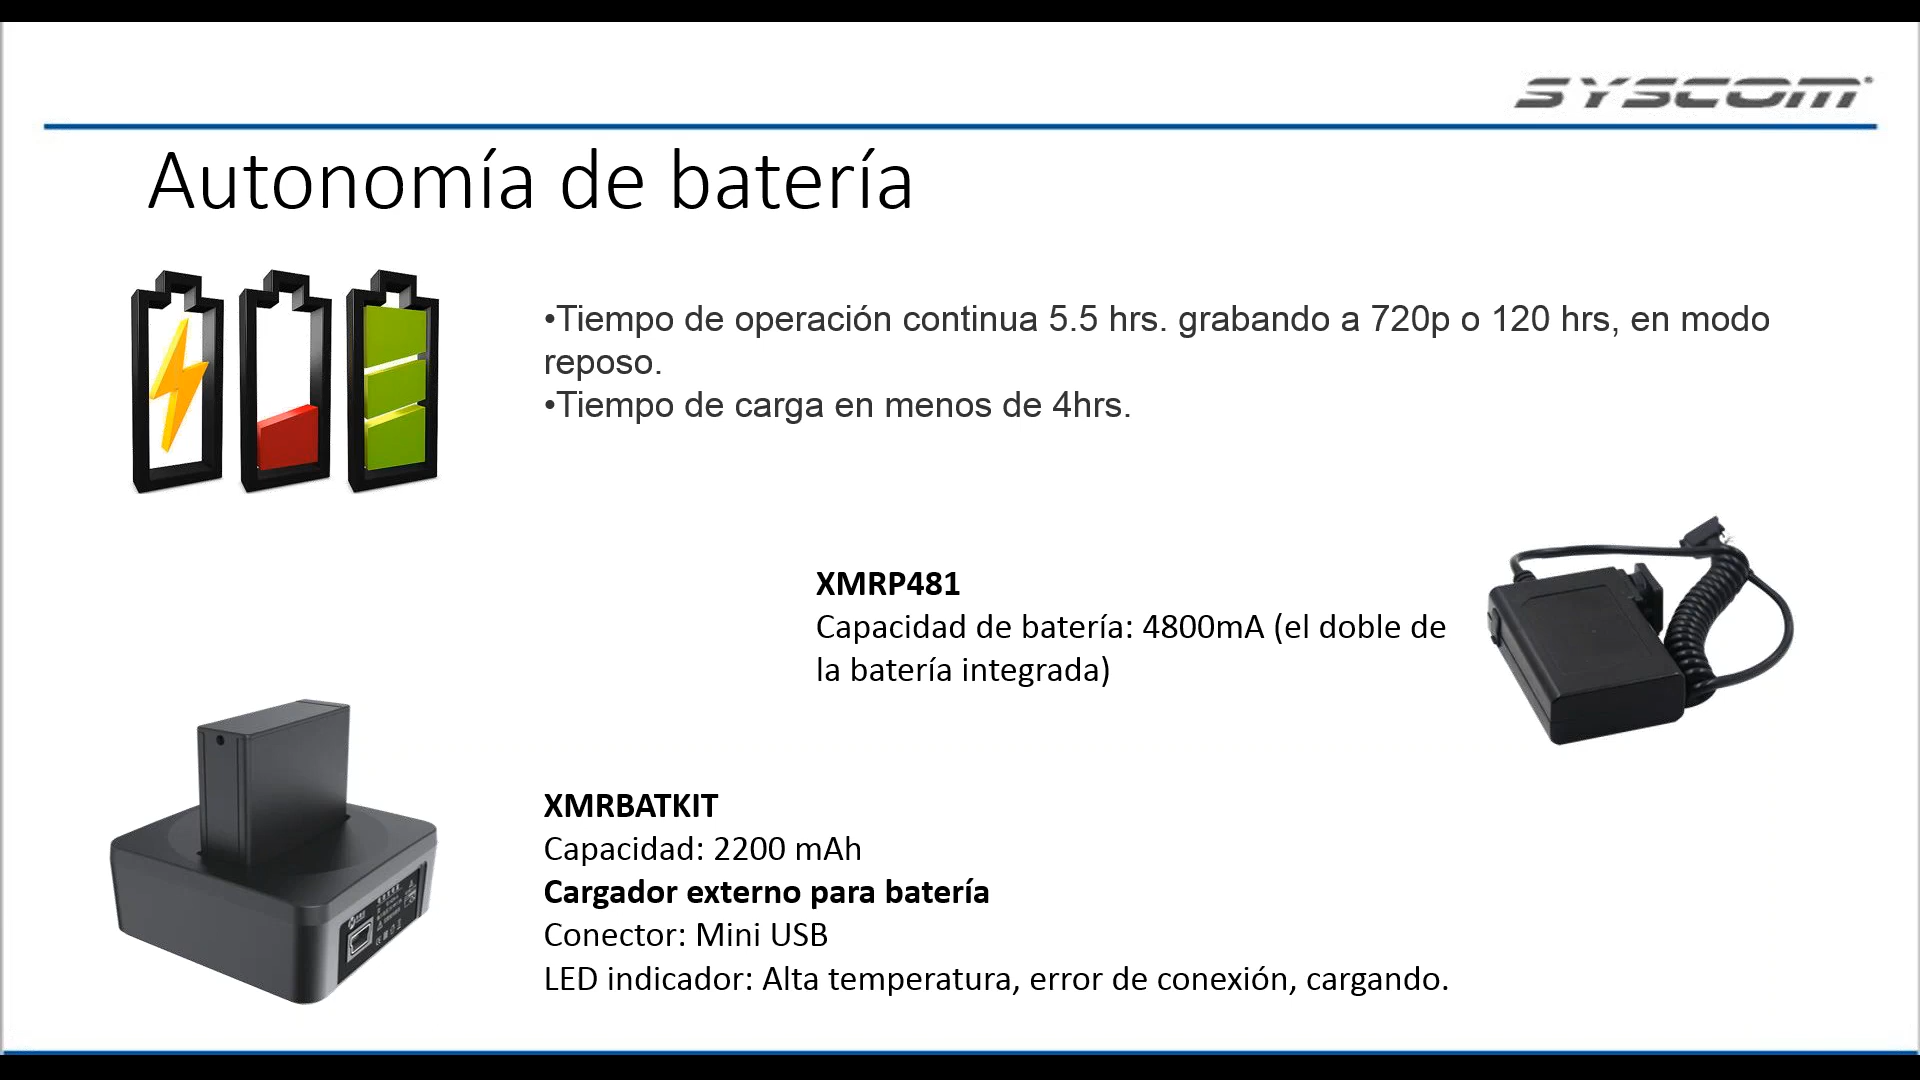 SYSCOM
Autonomía de batería
•Tiempo de operación continua 5.5 hrs. grabando a 720p o 120 hrs, en modo
reposo.
•Tiempo de carga en menos de 4hrs.
XMRP481
Capacidad de batería: 4800mA (el doble de
la batería integrada)
XMRBATKIT
Capacidad: 2200 mAh
Cargador externo para batería
Conector: Mini USB
LED indicador: Alta temperatura, error de conexión, cargando.